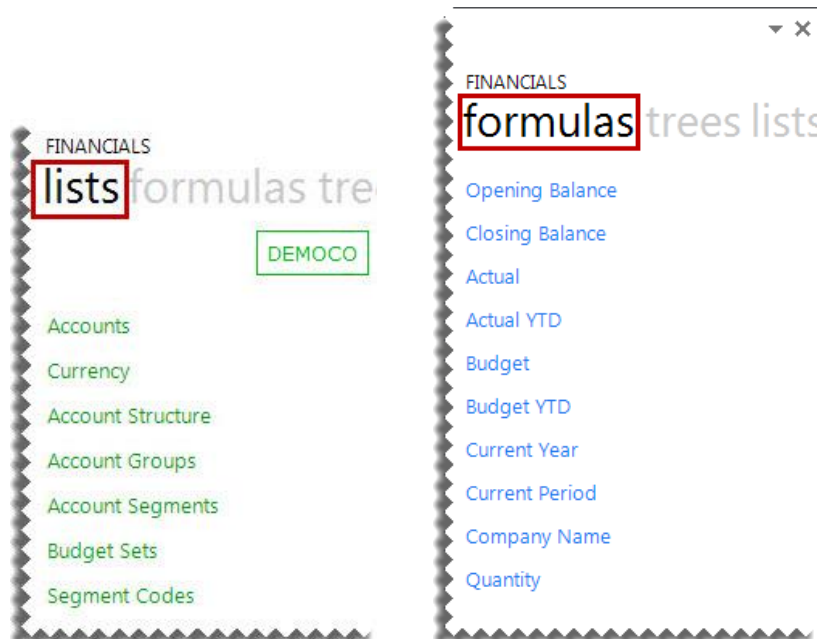 FINANCIALS
lists formulas tre
DEMOCO
Accounts
Currency
Account Structure
Account Groups
Account Segments
Budget Sets
Segment Codes
FINANCIALS
formulas trees lists
Opening Balance
Closing Balance
Actual
Actual YTD
Budget
Budget YTD
Current Year
Current Period
Company Name
Quantity